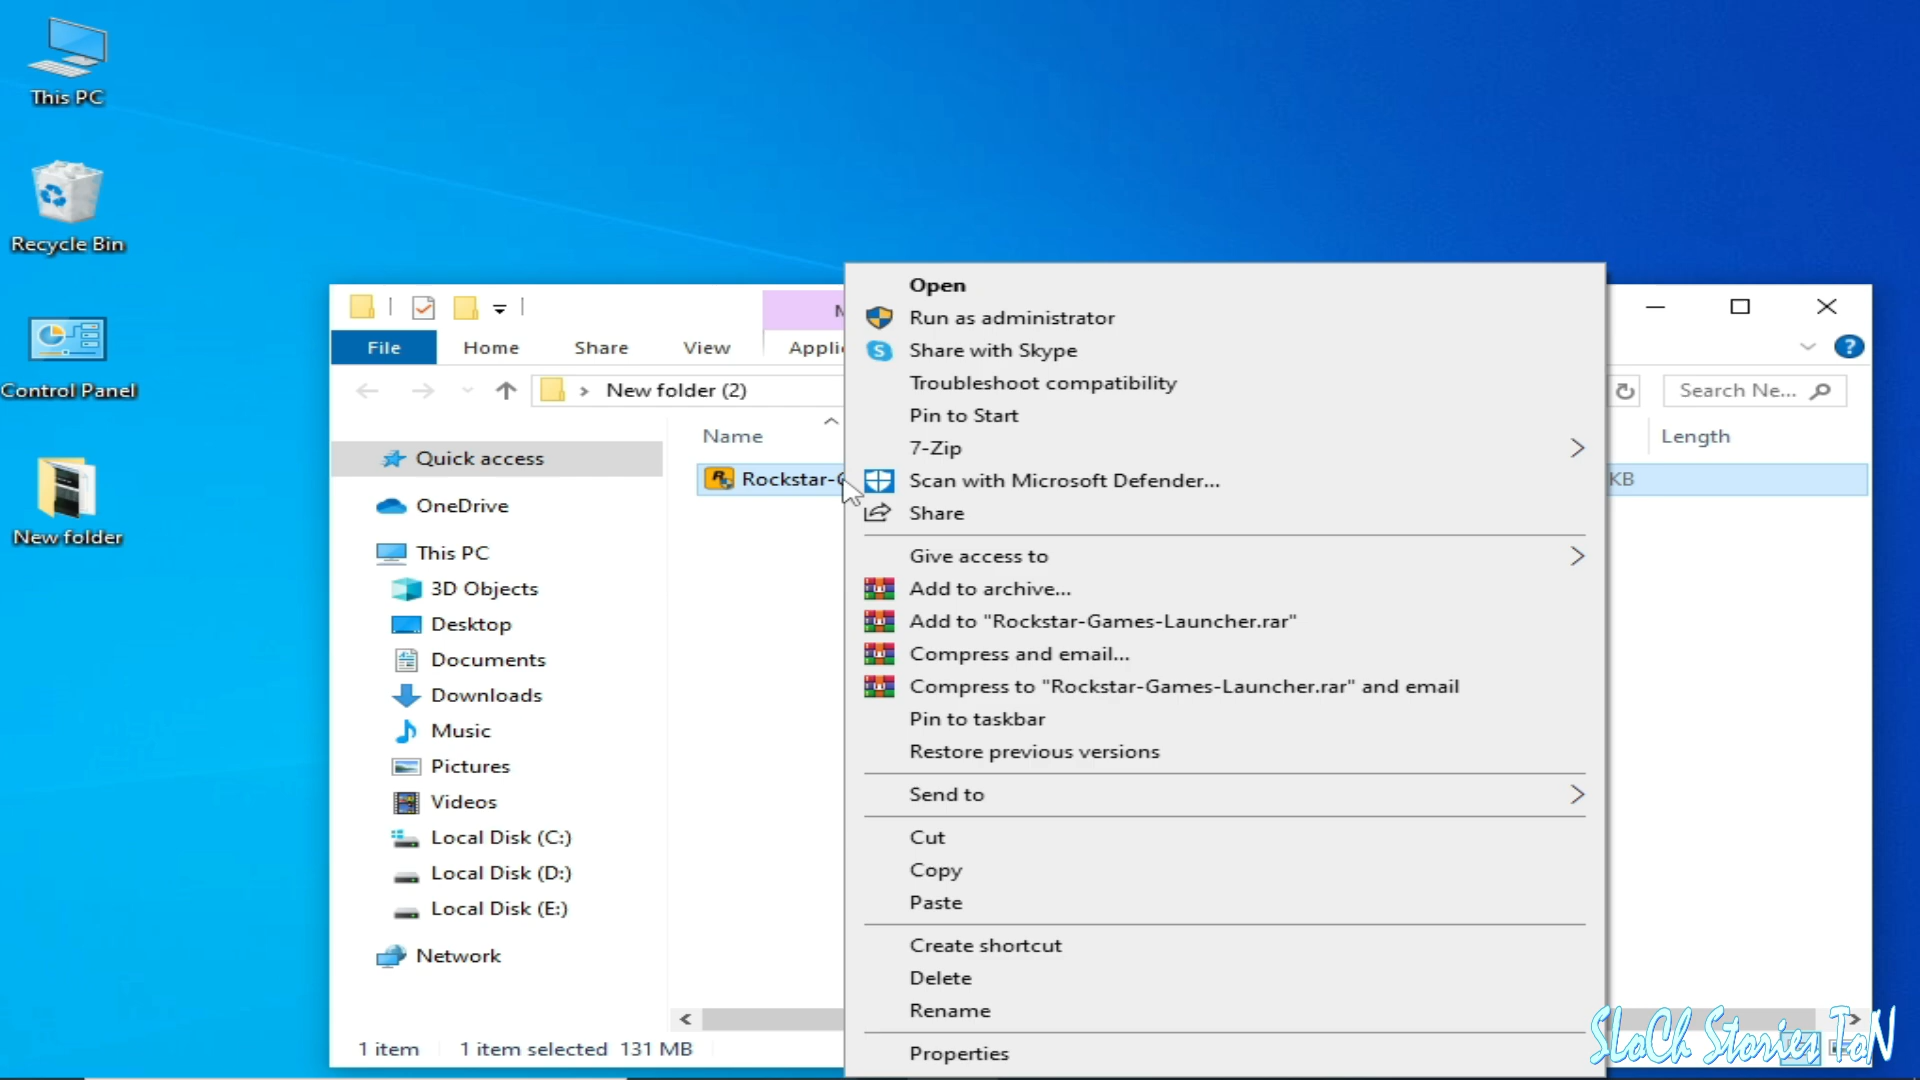 This PC
Recycle Bin
Control Panel
New folder
File
Home
Share
View
Appli
New folder (2)
Search Ne...
Name
Length
Rockstar-
KB
Quick access
OneDrive
This PC
3D Objects
Desktop
Documents
Downloads
Music
Pictures
Videos
Local Disk (C:)
Local Disk (D:)
Local Disk (E:)
Network
1 item
1 item selected 131 MB
Open
Run as administrator
Share with Skype
Troubleshoot compatibility
Pin to Start
7-Zip
Scan with Microsoft Defender...
Share
Give access to
Add to archive...
Add to "Rockstar-Games-Launcher.rar"
Compress and email...
Compress to "Rockstar-Games-Launcher.rar" and email
Pin to taskbar
Restore previous versions
Send to
Cut
Copy
Paste
Create shortcut
Delete
Rename
Properties
SLoCh Stories ToN